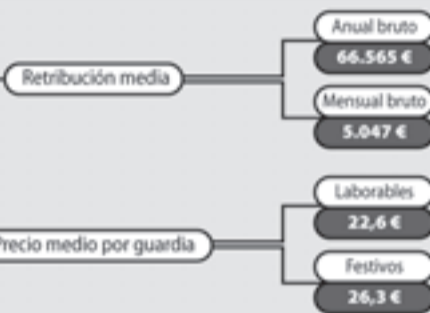 Retribución media
Anual bruto
66.565 €
Mensual bruto
5.047 €
Precio medio por guardia
Laborables
22,6 €
Festivos
26,3 €